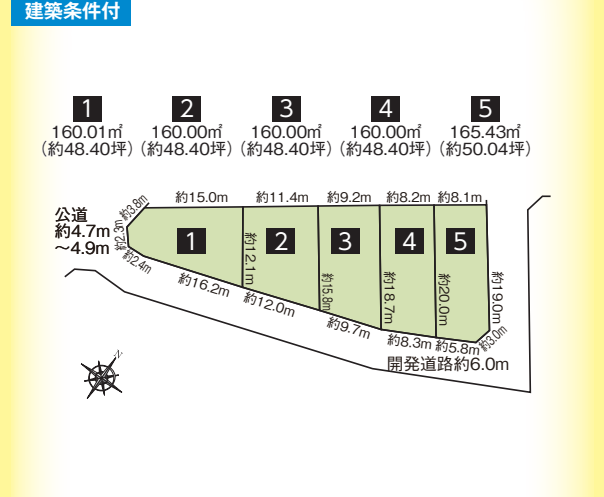 建築条件付
1 2 3 4 5
160.01㎡ 160.00㎡ 160.00㎡ 160.00㎡ 165.43㎡
(約48.40坪) (約48.40坪) (約48.40坪) (約48.40坪) (約50.04坪)
約15.0m 約11.4m 約9.2m 約8.2m 約8.1m
約3.8m
公道
約4.7m
～4.9m
約2.3m
約2.4m
1 2 3 4 5
約12.1m
約15.8m
約18.7m
約20.0m
約19.0m
約16.2m
約12.0m
約9.7m
約8.3m
約5.8m
約3.0m
開発道路約6.0m
N